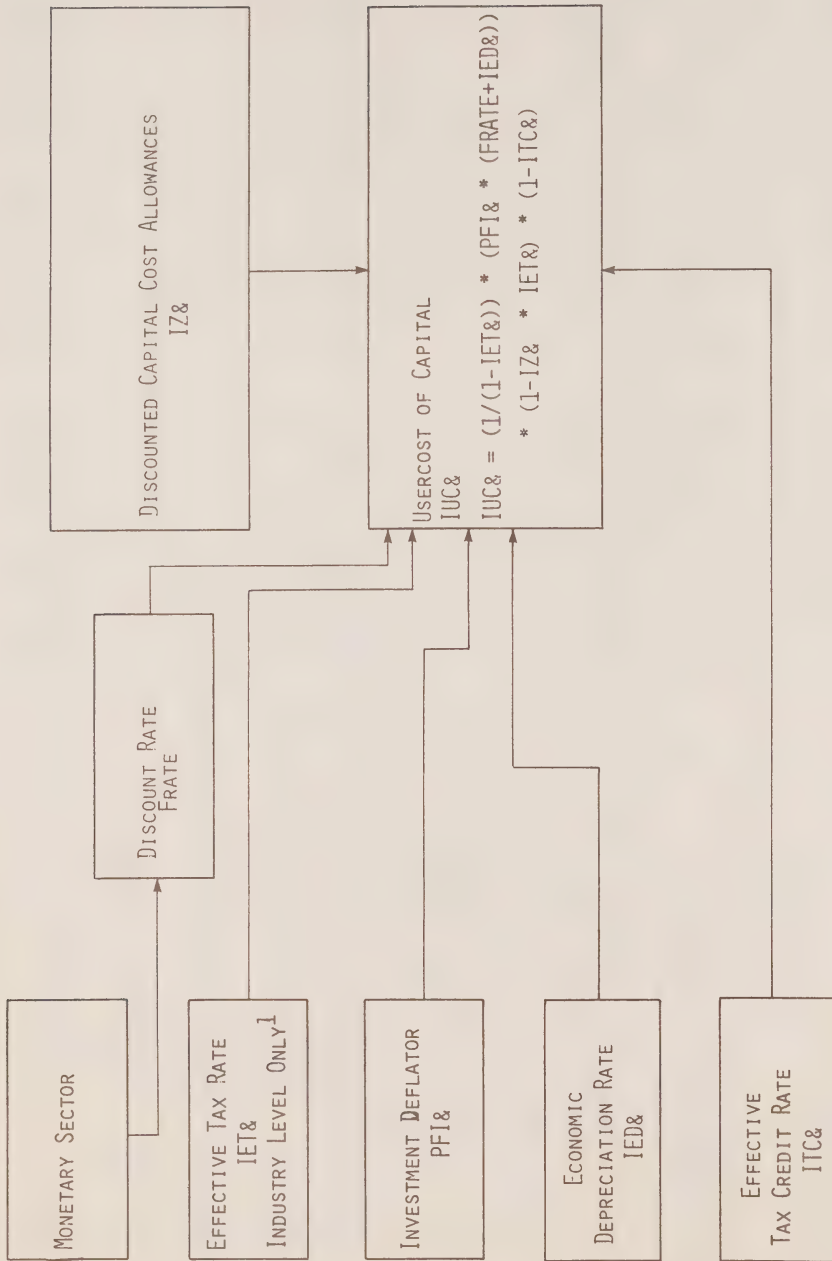 MONETARY SECTOR
EFFECTIVE TAX RATE
IET&
INDUSTRY LEVEL ONLY1
INVESTMENT DEFLATOR
PFI&
ECONOMIC
DEPRECIATION RATE
IED&
EFFECTIVE
TAX CREDIT RATE
ITC&
DISCOUNT RATE
FRATE
DISCOUNTED CAPITAL COST ALLOWANCES
IZ&
USERCOST OF CAPITAL
IUC&
IUC& = (1/(1-IET&)) * (PFI& * (FRATE+IED&))
* (1-IZ& * IET&) * (1-ITC&)